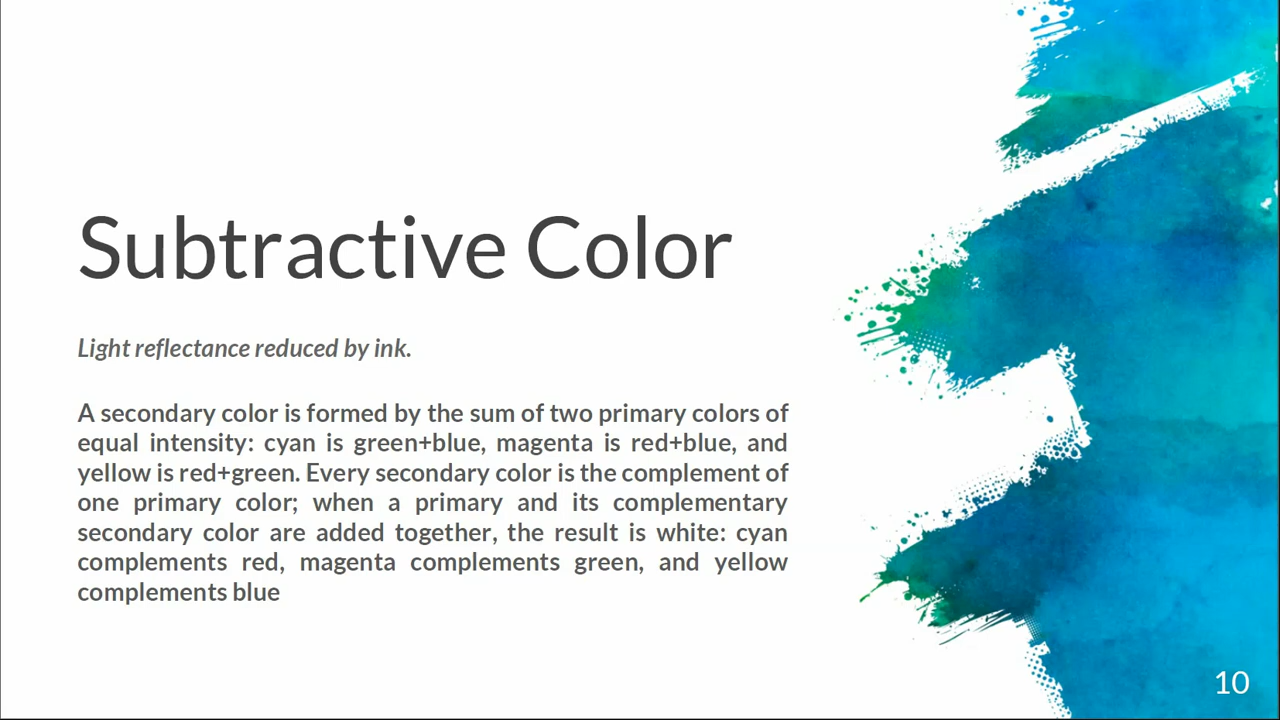 Subtractive Color
Light reflectance reduced by ink.
A secondary color is formed by the sum of two primary colors of
equal intensity: cyan is green+blue, magenta is red+blue, and
yellow is red+green. Every secondary color is the complement of
one primary color; when a primary and its complementary
secondary color are added together, the result is white: cyan
complements red, magenta complements green, and yellow
complements blue
10